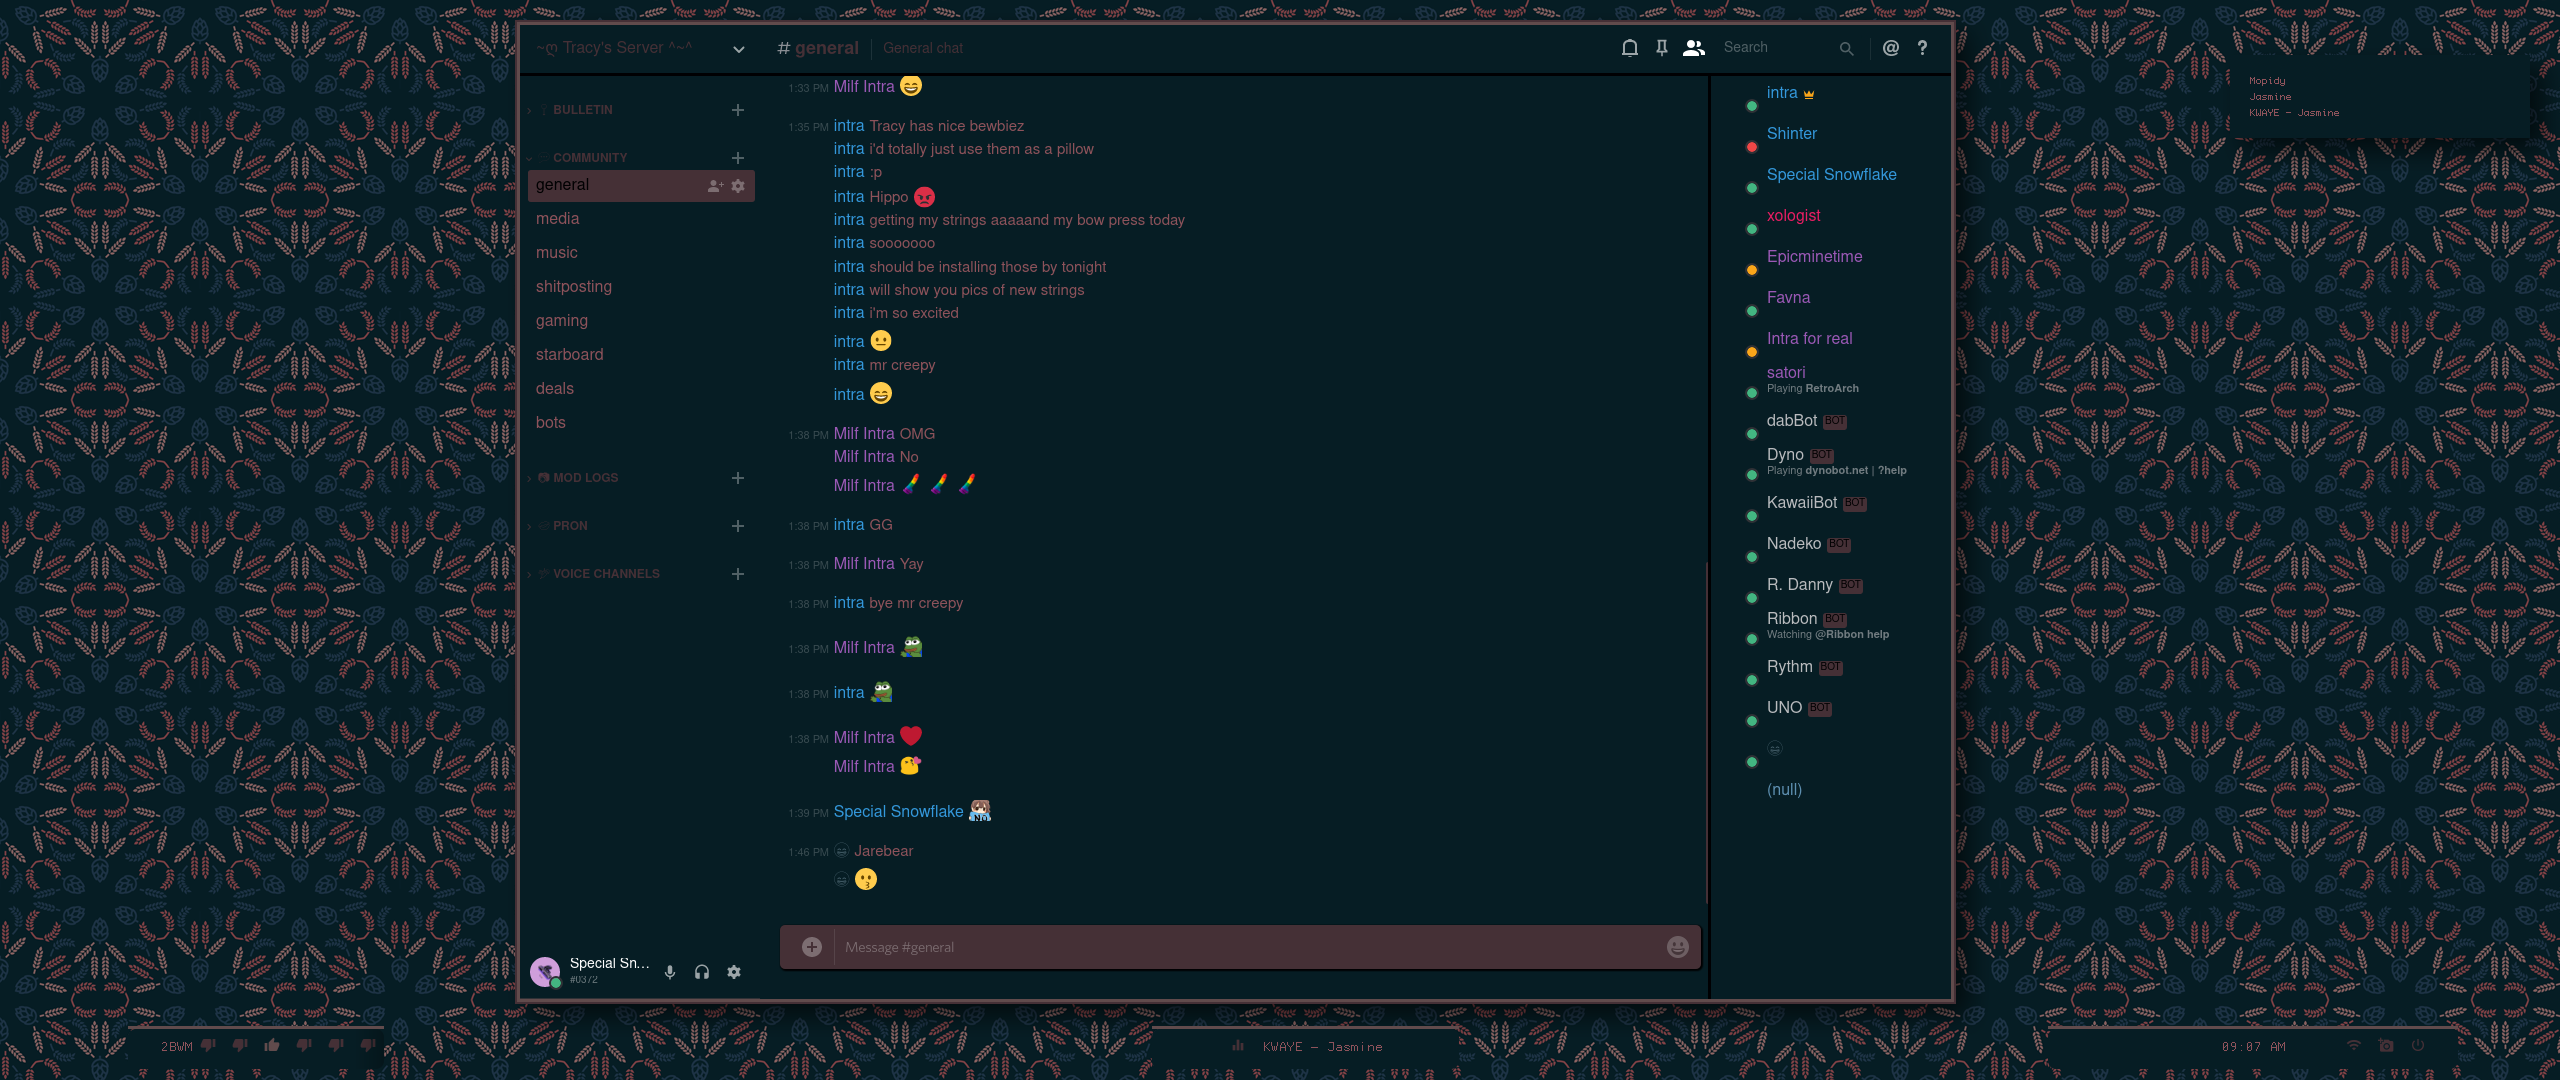 ~ღ Tracy's Server ^~^
# general
General chat
Search
BULLETIN
COMMUNITY
general
media
music
shitposting
gaming
starboard
deals
bots
MOD LOGS
PRON
VOICE CHANNELS
Special Sn...
#0372
1:33 PM Milf Intra 😄
1:35 PM intra Tracy has nice bewbiez
intra i'd totally just use them as a pillow
intra :p
intra Hippo 😡
intra getting my strings aaaaand my bow press today
intra sooooooo
intra should be installing those by tonight
intra will show you pics of new strings
intra i'm so excited
intra 😐
intra mr creepy
intra 😄
1:38 PM Milf Intra OMG
Milf Intra No
Milf Intra
1:38 PM intra GG
1:38 PM Milf Intra Yay
1:38 PM intra bye mr creepy
1:38 PM Milf Intra
1:38 PM intra
1:38 PM Milf Intra ❤️
Milf Intra 😘
1:39 PM Special Snowflake NO
1:46 PM Jarebear
😗
Message #general
intra
Shinter
Special Snowflake
xologist
Epicminetime
Favna
Intra for real
satori
Playing RetroArch
dabBot BOT
Dyno BOT
Playing dynobot.net | ?help
KawaiiBot BOT
Nadeko BOT
R. Danny BOT
Ribbon BOT
Watching @Ribbon help
Rythm BOT
UNO BOT
(null)
Mopidy
Jasmine
KWAYE - Jasmine
2BWM
KWAYE - Jasmine
09:07 AM